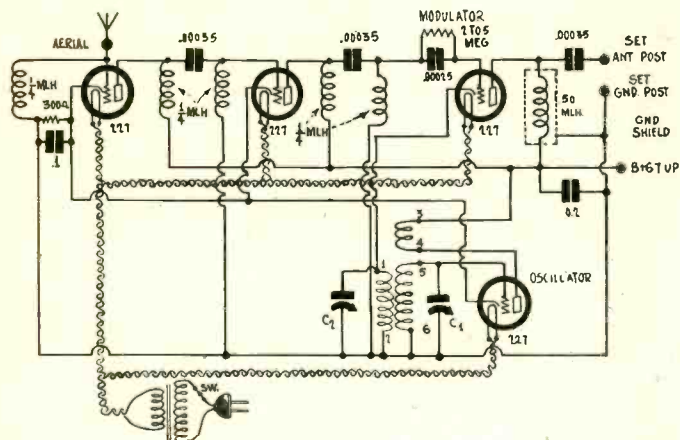 AERIAL
.00035
.00035
MODULATOR
2 TO 5
MEG
.00025
.00035
SET
ANT POST
SET
GND. POST
GND
SHIELD
B+67 UP
1/4 MLH
300Ω
.1
227
1/4 MLH
227
1/4 MLH
227
50
MLH
0.2
3
4
5
1
2
6
C2
C1
OSCILLATOR
227
SW.